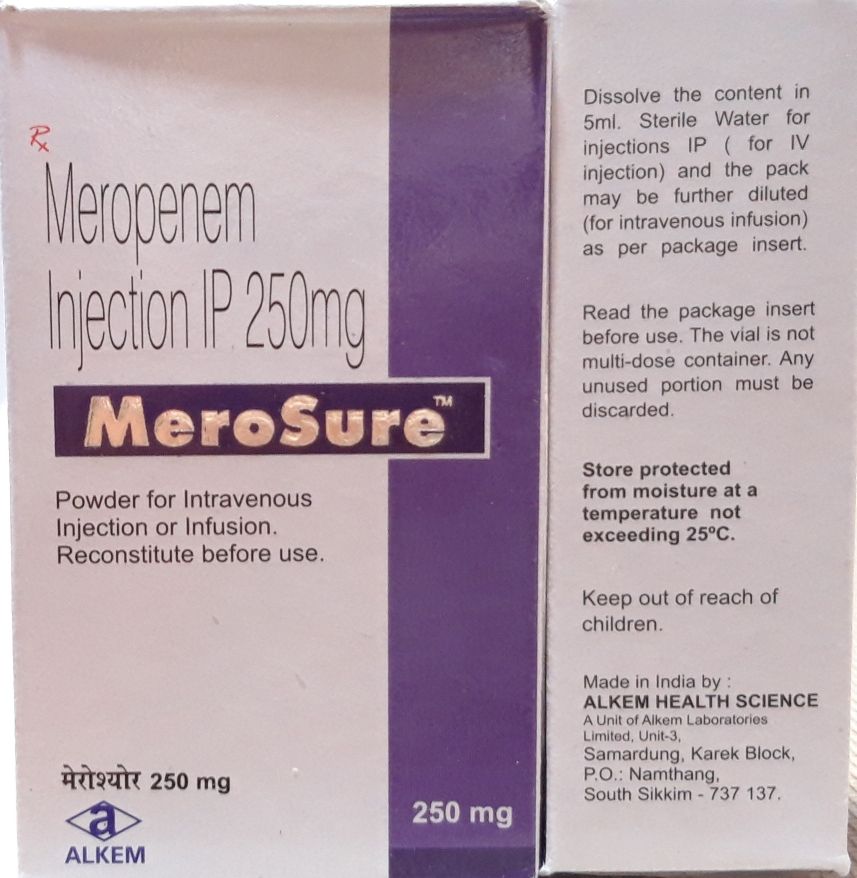 Rx
Meropenem
Injection IP 250mg
MeroSure™
Powder for Intravenous
Injection or Infusion.
Reconstitute before use.
मेरोश्योर 250 mg
a
ALKEM
250 mg
Dissolve the content in
5ml. Sterile Water for
injections IP ( for IV
injection) and the pack
may be further diluted
(for intravenous infusion)
as per package insert.
Read the package insert
before use. The vial is not
multi-dose container. Any
unused portion must be
discarded.
Store protected
from moisture at a
temperature not
exceeding 25ºC.
Keep out of reach of
children.
Made in India by :
ALKEM HEALTH SCIENCE
A Unit of Alkem Laboratories
Limited, Unit-3,
Samardung, Karek Block,
P.O.: Namthang,
South Sikkim - 737 137.